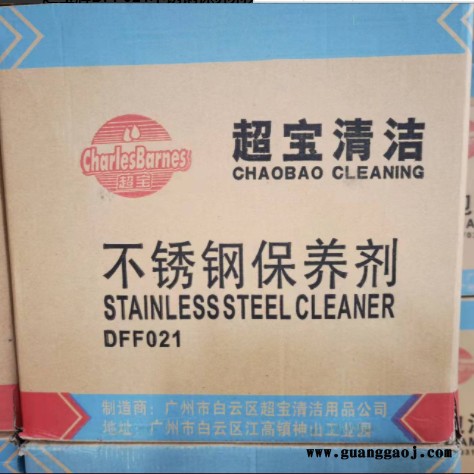 CharlesBarnes
超宝
超宝清洁
CHAOBAO CLEANING
不锈钢保养剂
STAINLESS STEEL CLEANER
DFF021
制造商：广州市白云区超宝清洁用品公司
地址：广州市白云区江高镇神山工业园
www.guanggaoj.com